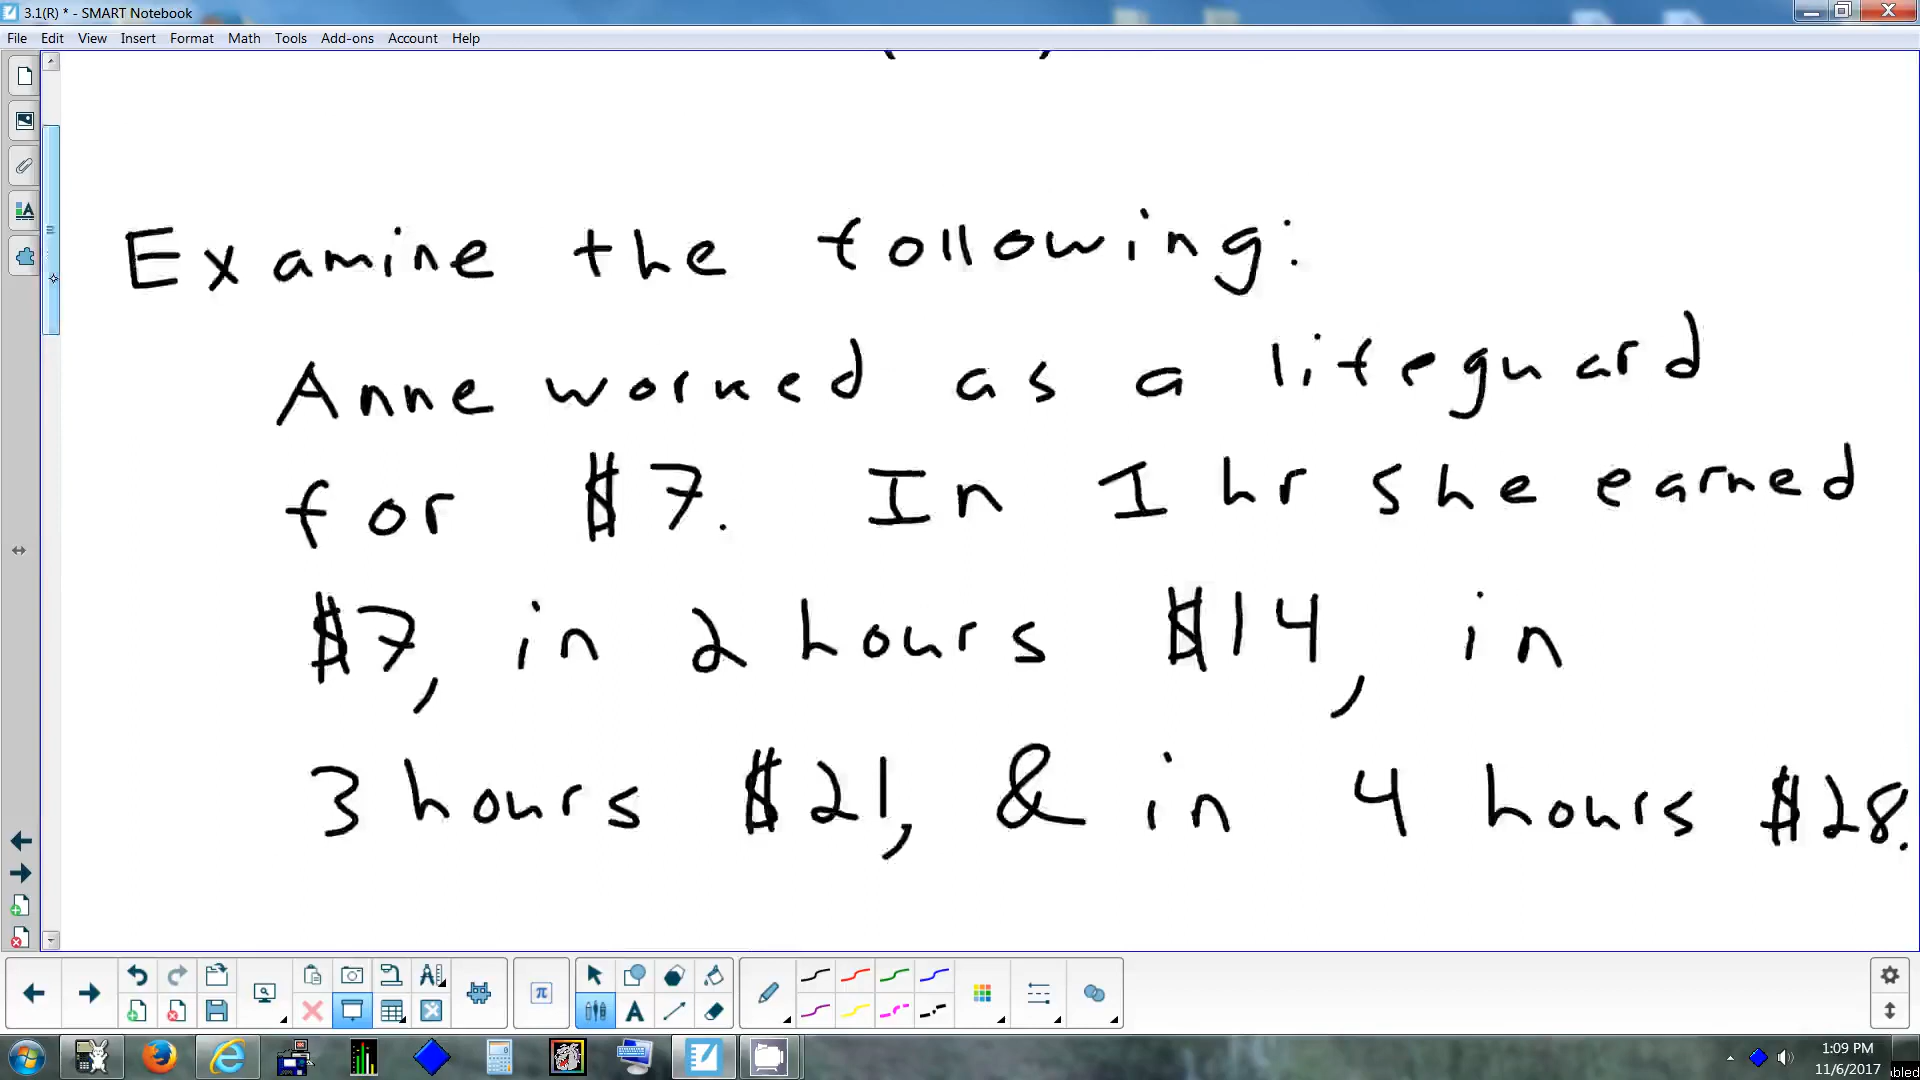 3.1(R) * - SMART Notebook
File Edit View Insert Format Math Tools Add-ons Account Help
Examine the following:
Anne worked as a lifeguard
for $7. In 1 hr she earned
$7, in 2 hours $14, in
3 hours $21, & in 4 hours $28.
π
A
1:09 PM
11/6/2017
bled